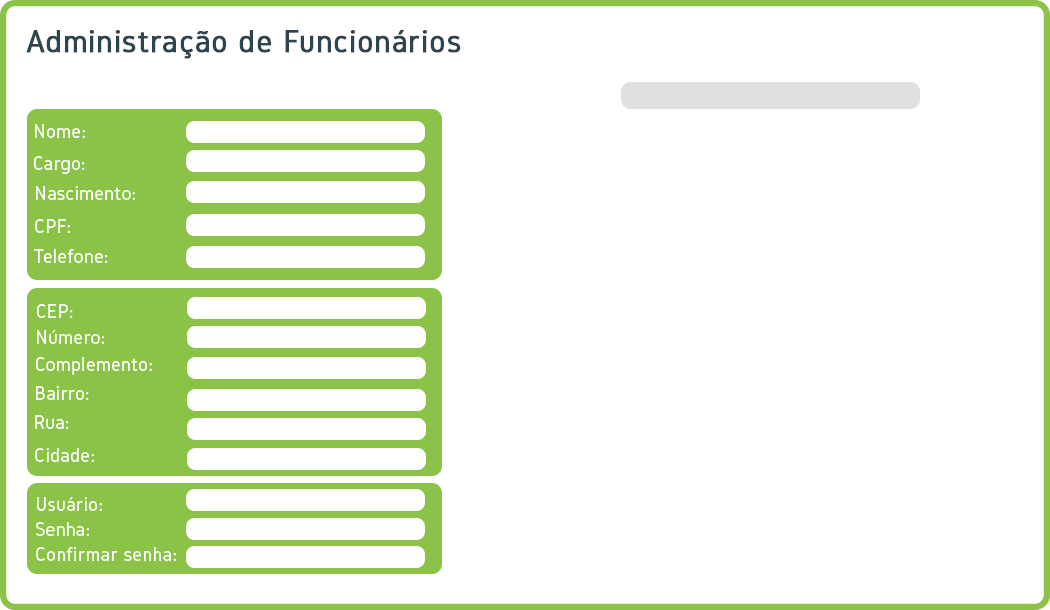 Administração de Funcionários
Nome:
Cargo:
Nascimento:
CPF:
Telefone:
CEP:
Número:
Complemento:
Bairro:
Rua:
Cidade:
Usuário:
Senha:
Confirmar senha: